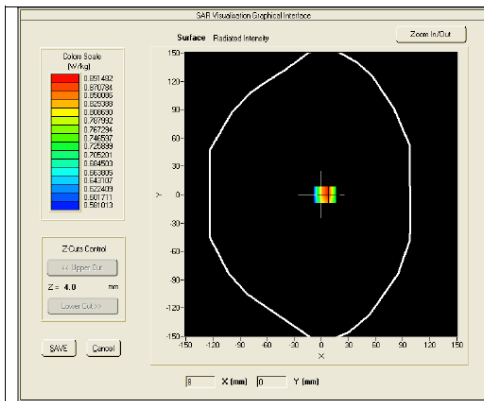 SAR Visualisation Graphical Interface
Surface Radiated Intensity
Zoom In/Out
Colors Scale
(W/kg)
0.891482
0.870784
0.850086
0.829388
0.808690
0.787992
0.767294
0.746597
0.725899
0.705201
0.684503
0.663805
0.643107
0.622409
0.601711
0.581013
Z-Cuts Control
<< Upper Cut
Z = 4.0 mm
Lower Cut >>
SAVE
Cancel
150
120
90
60
30
0
-30
-60
-90
-120
-150
Y
-150 -120 -90 -60 -30 0 30 60 90 120 150
X
8 X (mm) 0 Y (mm)